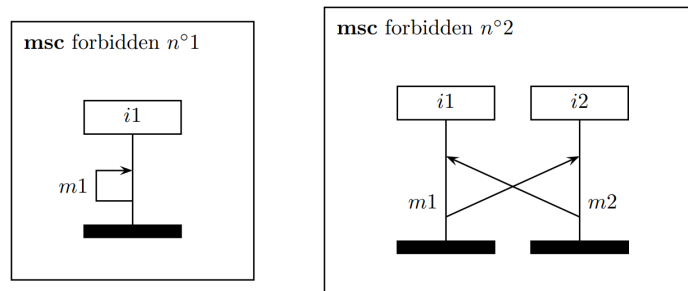 msc forbidden n°1
i1
m1
msc forbidden n°2
i1 i2
m1 m2